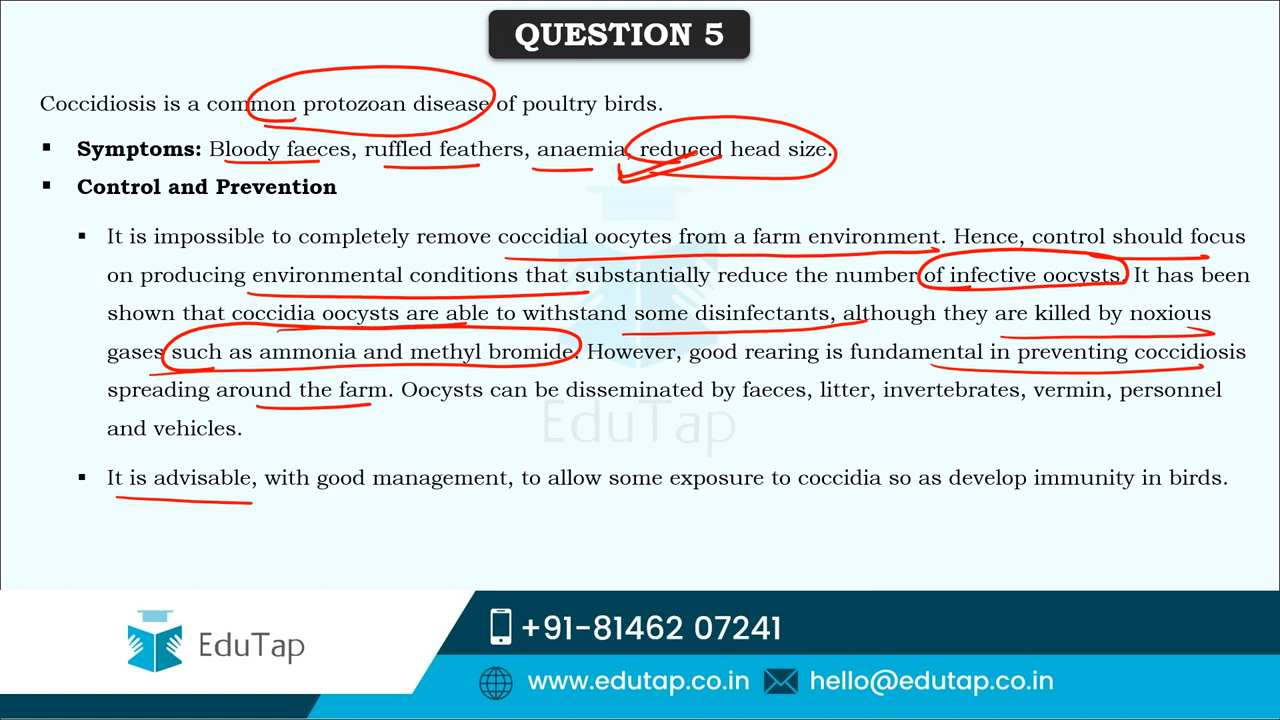 QUESTION 5
Coccidiosis is a common protozoan disease of poultry birds.
▪ Symptoms: Bloody faeces, ruffled feathers, anaemia, reduced head size.
▪ Control and Prevention
▪ It is impossible to completely remove coccidial oocytes from a farm environment. Hence, control should focus
on producing environmental conditions that substantially reduce the number of infective oocysts. It has been
shown that coccidia oocysts are able to withstand some disinfectants, although they are killed by noxious
gases such as ammonia and methyl bromide. However, good rearing is fundamental in preventing coccidiosis
spreading around the farm. Oocysts can be disseminated by faeces, litter, invertebrates, vermin, personnel
and vehicles.
EduTap
▪ It is advisable, with good management, to allow some exposure to coccidia so as develop immunity in birds.
EduTap
+91-81462 07241
www.edutap.co.in
hello@edutap.co.in